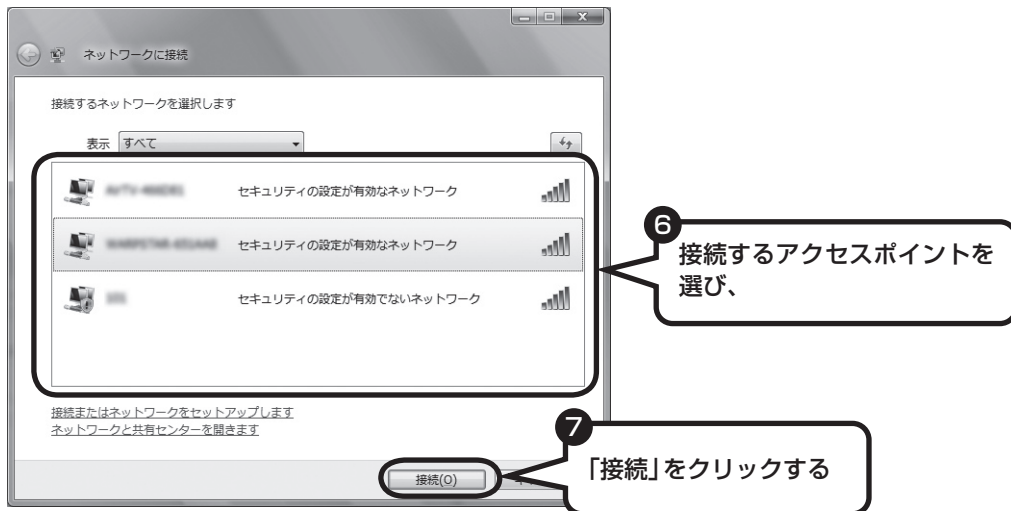 ネットワークに接続
接続するネットワークを選択します
表示 すべて
セキュリティの設定が有効なネットワーク
セキュリティの設定が有効なネットワーク
セキュリティの設定が有効でないネットワーク
❻
接続するアクセスポイントを
選び、
接続またはネットワークをセットアップします
ネットワークと共有センターを開きます
❼
「接続」をクリックする
接続(O)